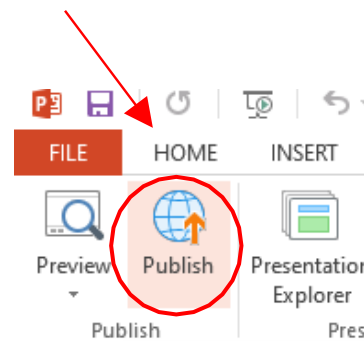 FILE HOME INSERT
Preview Publish Presentation
Explorer
Publish Pres